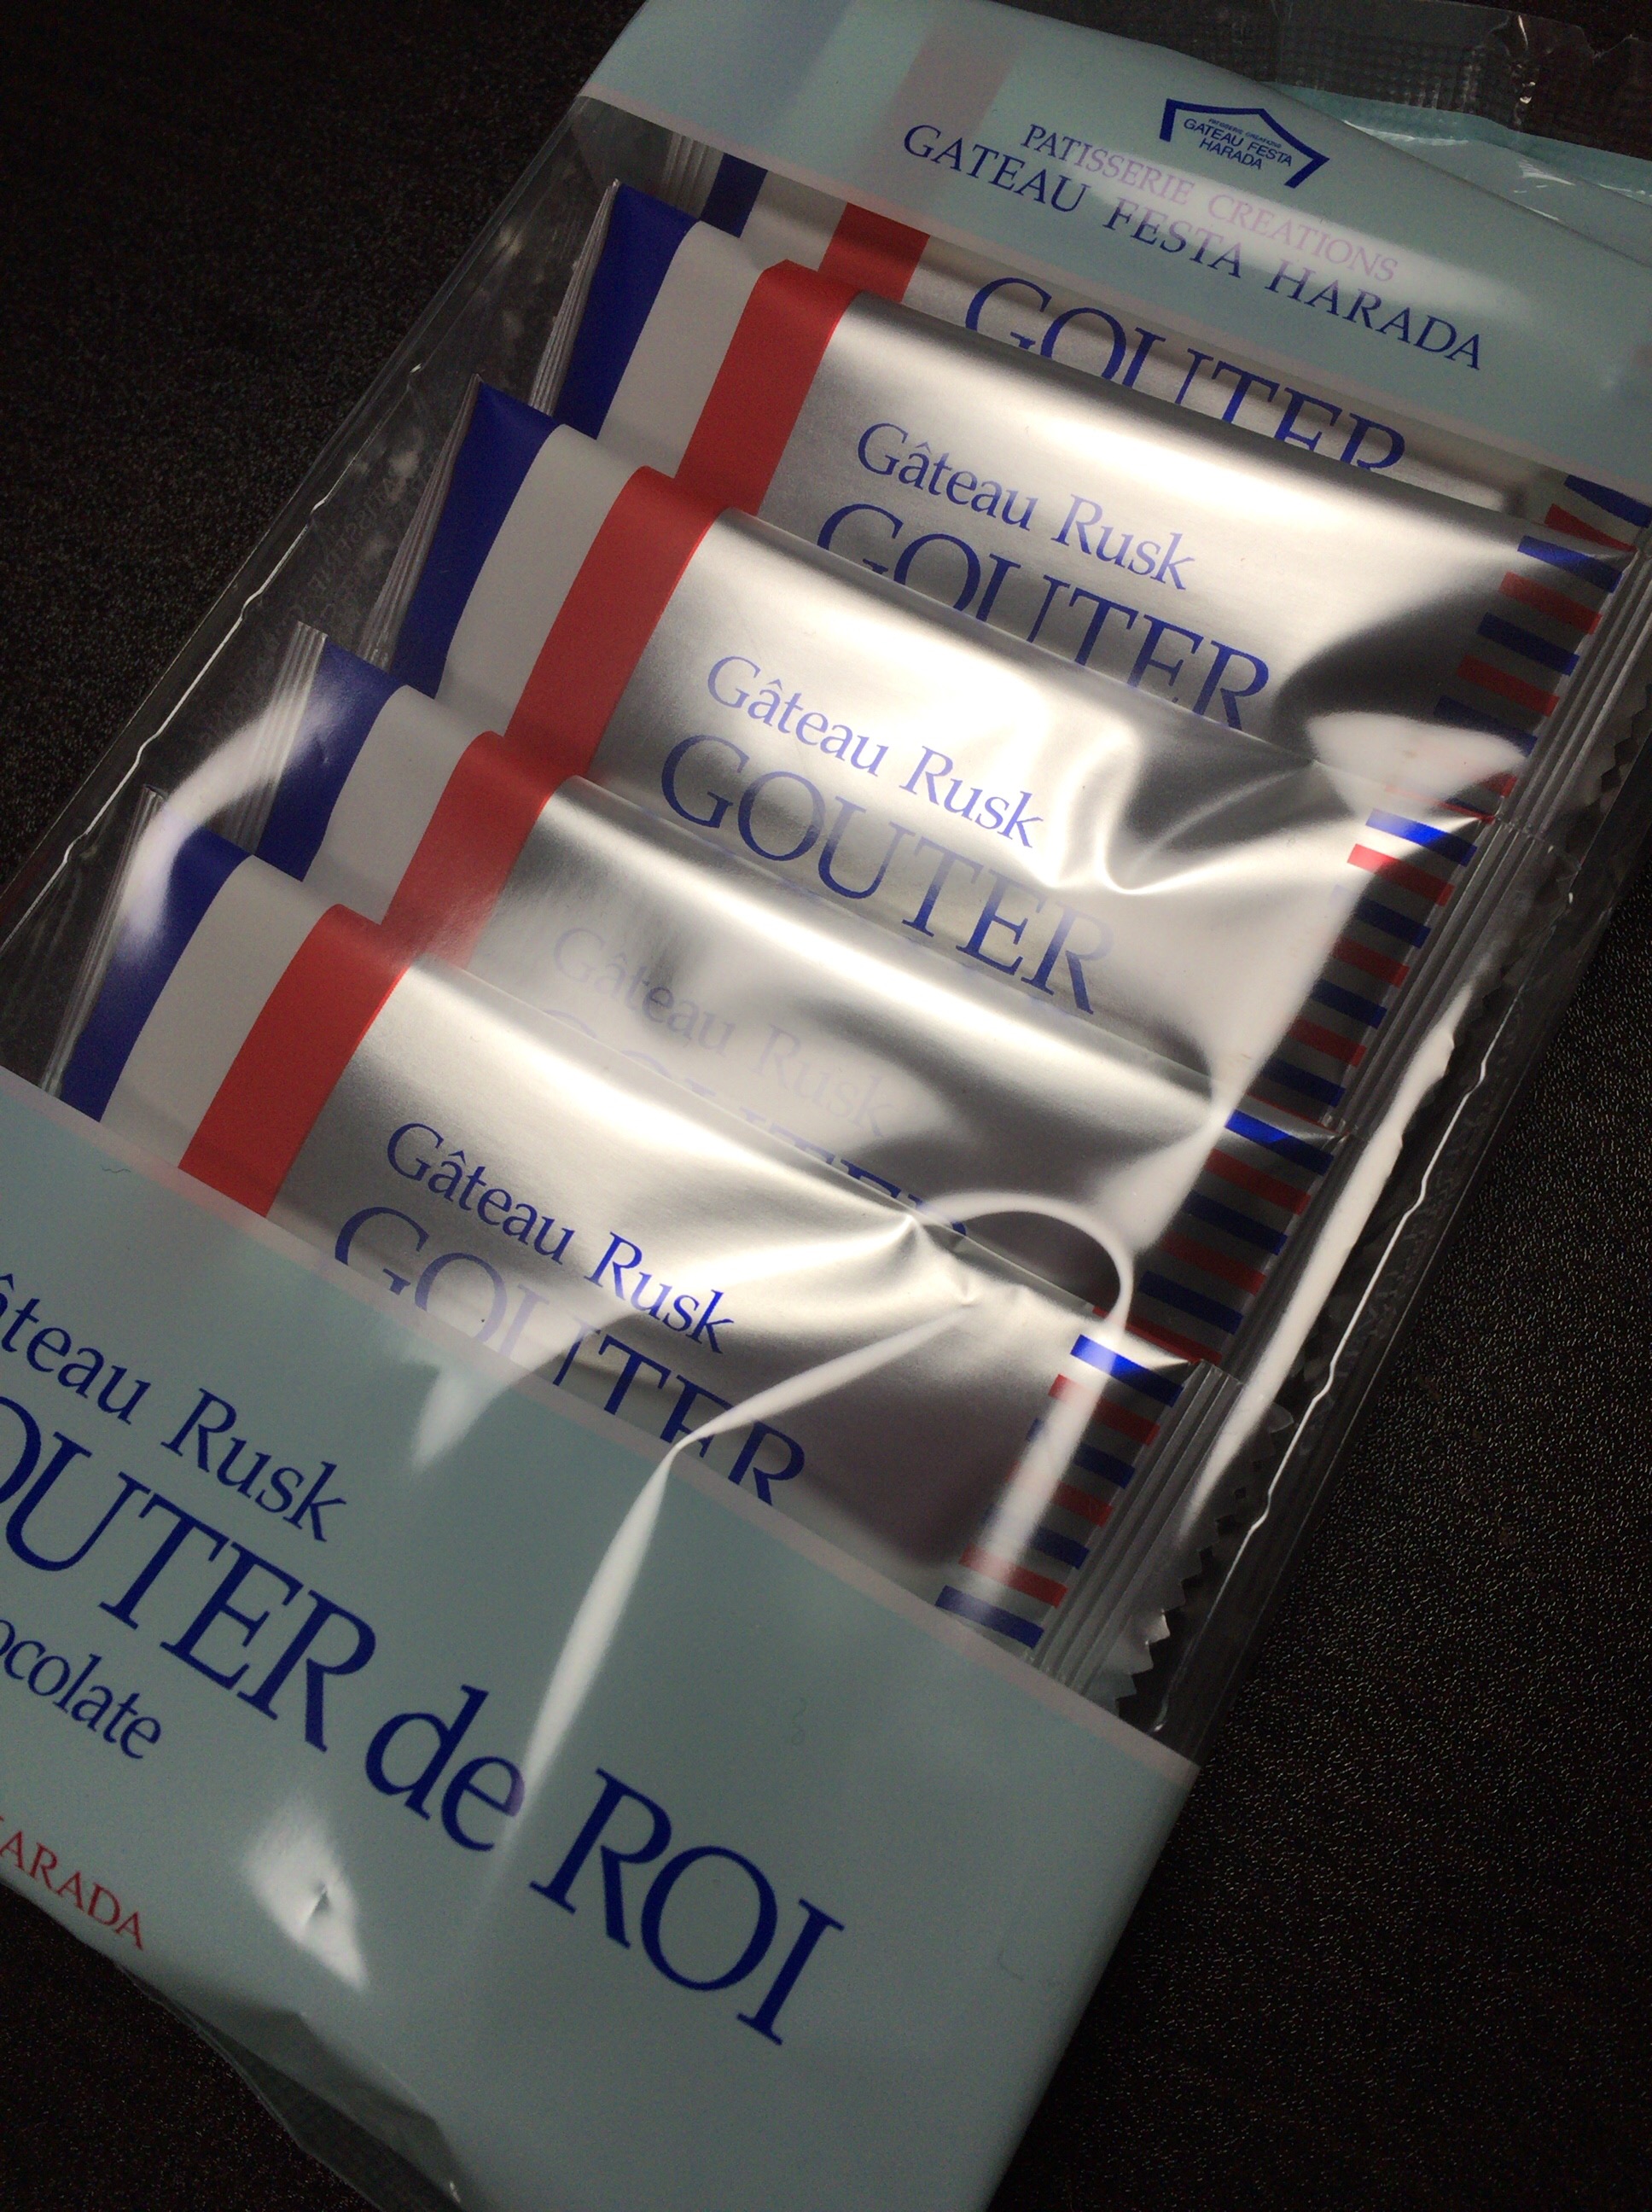 GATEAU FESTA
HARADA
PATISSERIE CREATIONS
GATEAU FESTA HARADA
GOUTER
Gâteau Rusk
GOUTER
Gâteau Rusk
GOUTER
Gâteau Rusk
GOUTER
Gâteau Rusk
GOUTER
âteau Rusk
OUTER de ROI
ocolate
ARADA